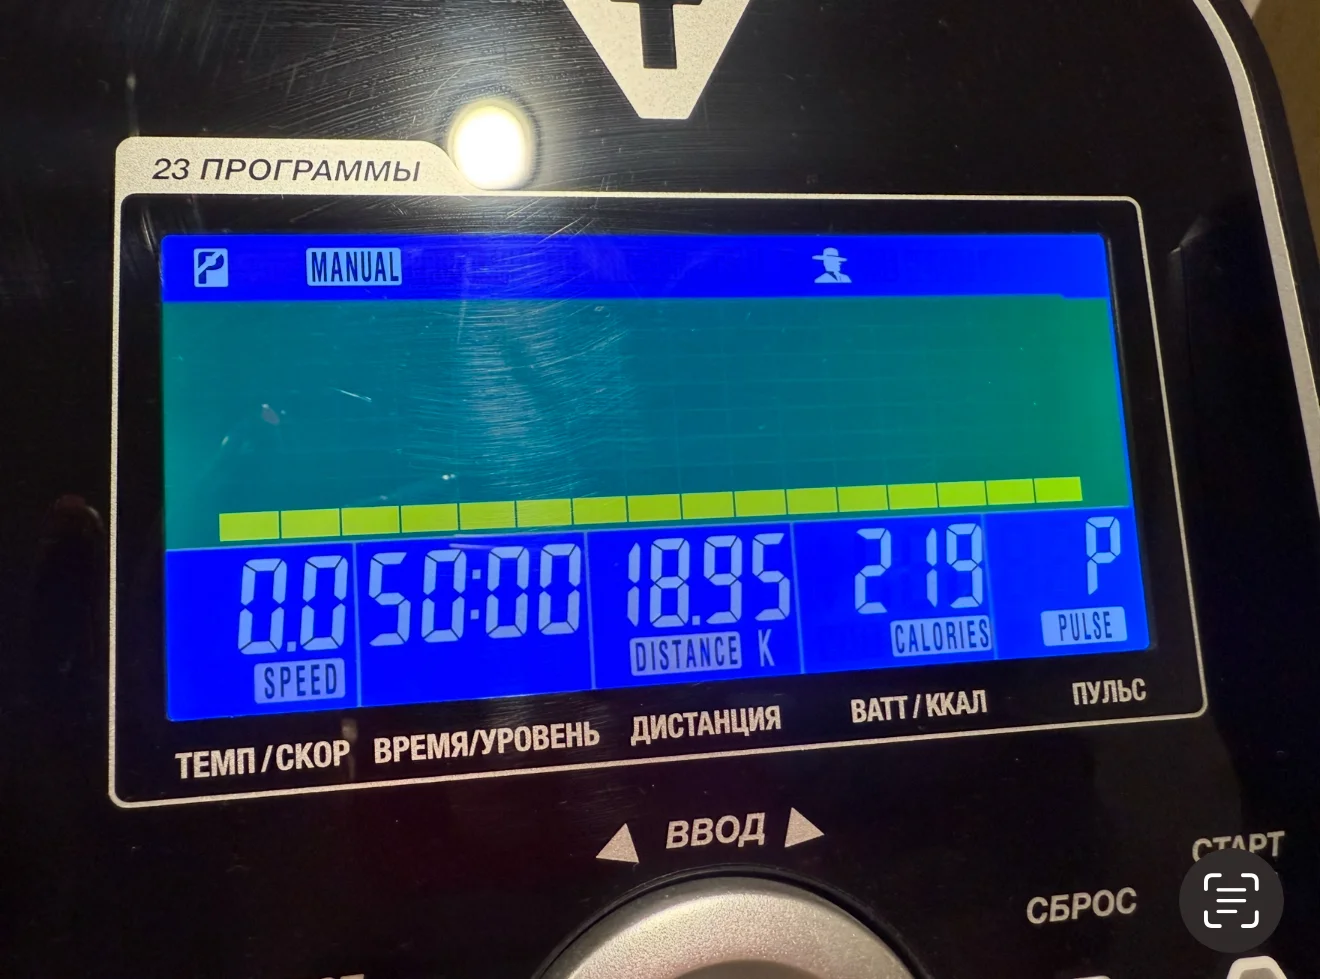 23 ПРОГРАММЫ
MANUAL
0.0 50:00 18.95 219 P
SPEED DISTANCE K CALORIES PULSE
ТЕМП/СКОР ВРЕМЯ/УРОВЕНЬ ДИСТАНЦИЯ ВАТТ/ККАЛ ПУЛЬС
ВВОД
СТАРТ
СБРОС